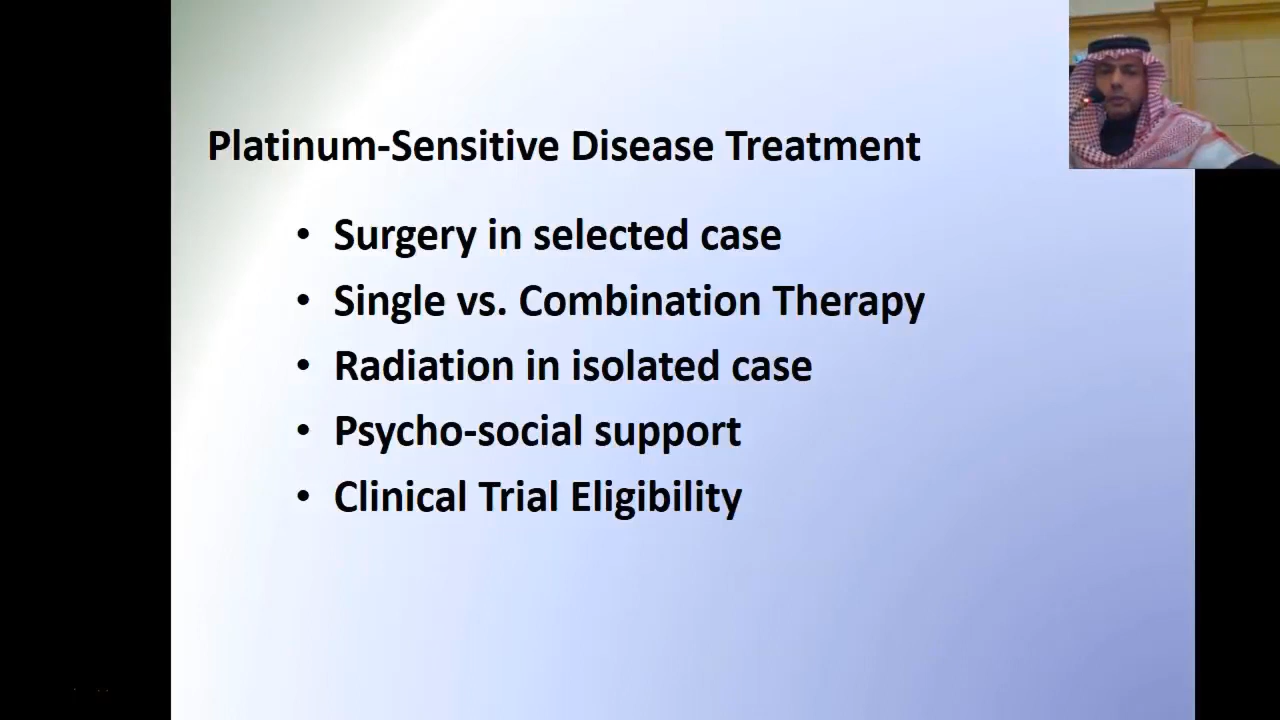 Platinum-Sensitive Disease Treatment
• Surgery in selected case
• Single vs. Combination Therapy
• Radiation in isolated case
• Psycho-social support
• Clinical Trial Eligibility